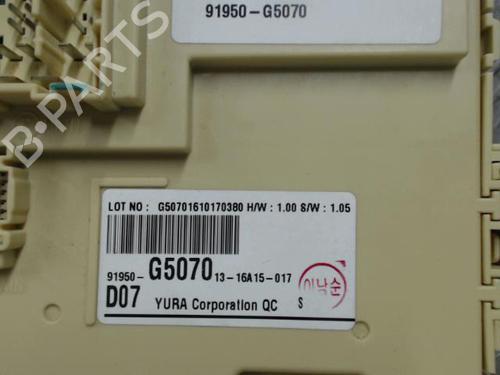 91950-G5070
B-PARTS
LOT NO : G50701610170380 H/W : 1.00 S/W : 1.05
91950- G5070 13-16A15-017
D07 YURA Corporation QC S
이낙순